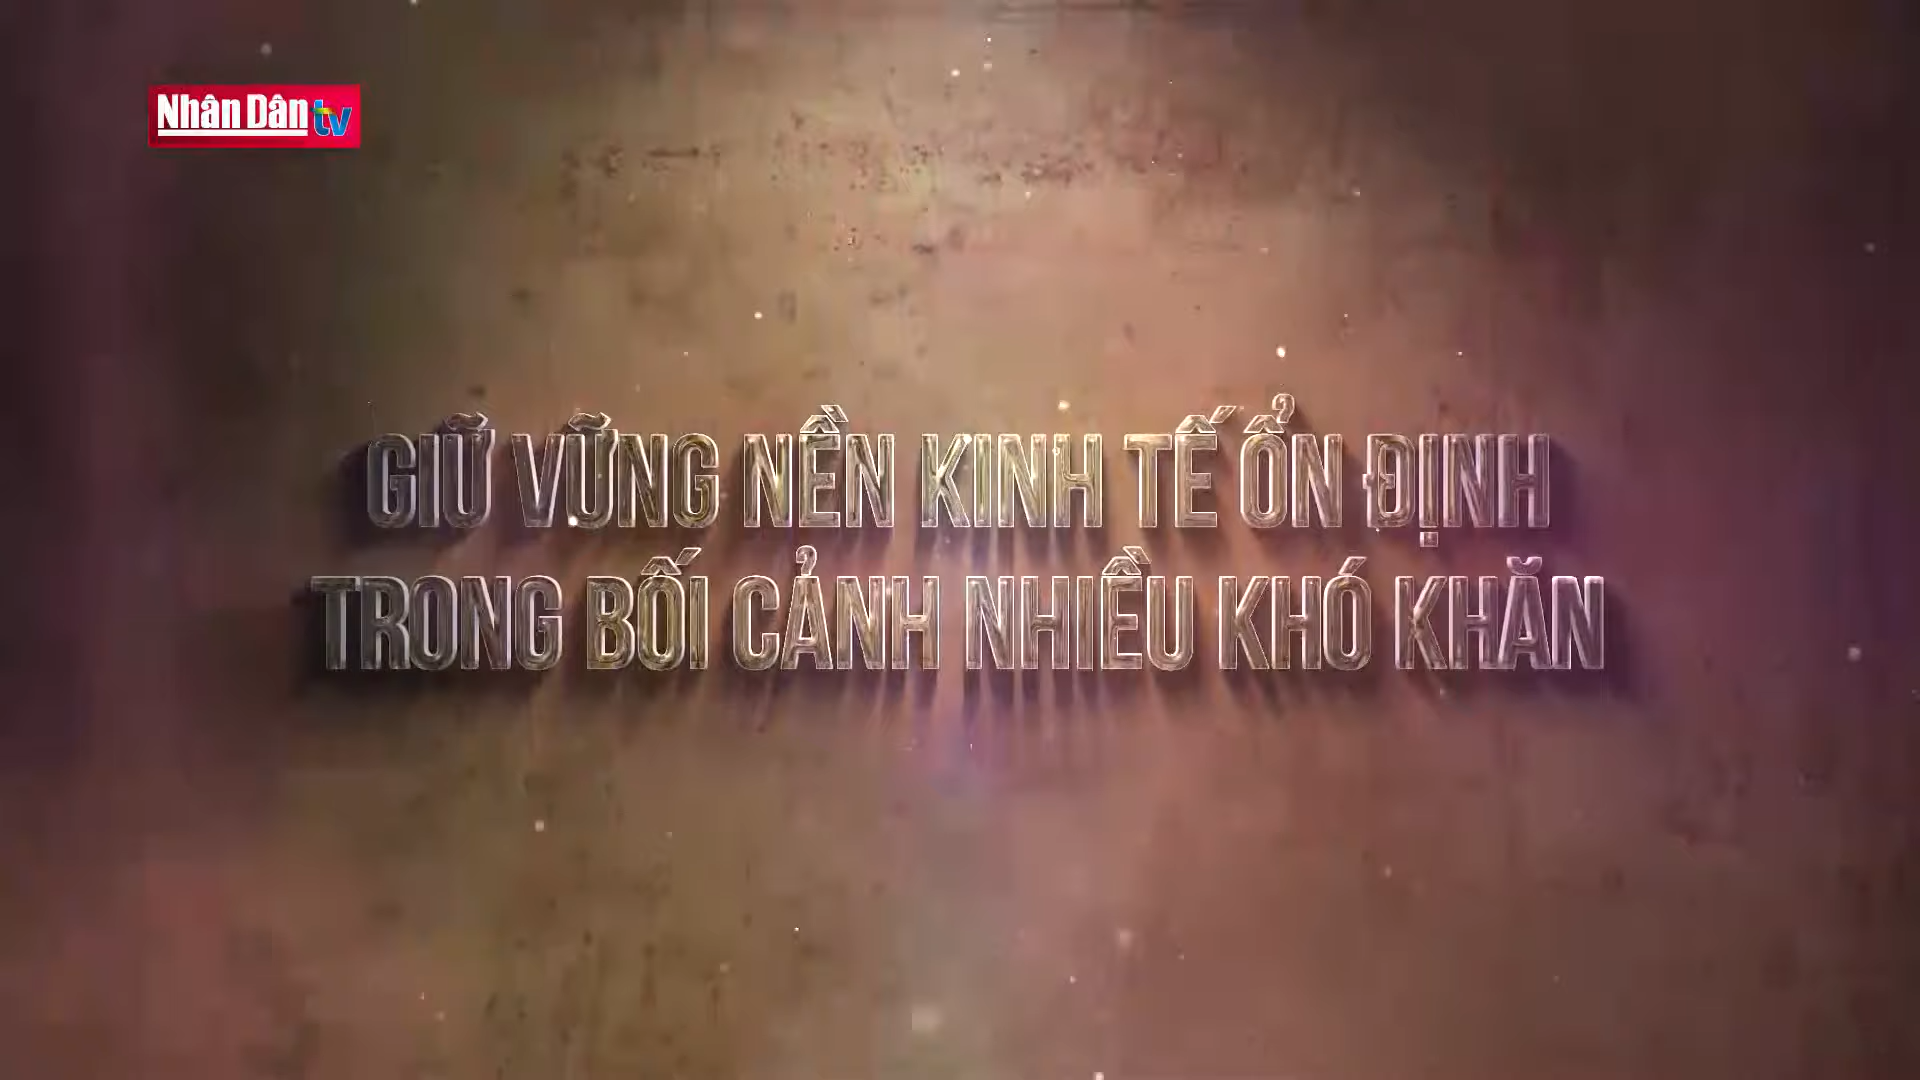 Nhân Dân tv
GIỮ VỮNG NỀN KINH TẾ ỔN ĐỊNH
TRONG BỐI CẢNH NHIỀU KHÓ KHĂN